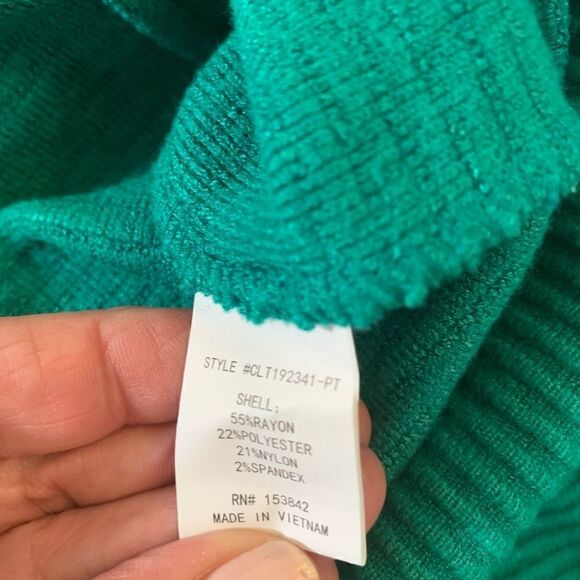 STYLE #CLT192341-PT
SHELL:
55%RAYON
22%POLYESTER
21%NYLON
2%SPANDEX
RN# 153842
MADE IN VIETNAM